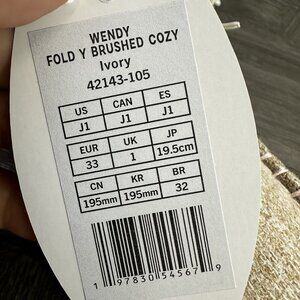 WENDY
FOLD Y BRUSHED COZY
Ivory
42143-105
US CAN ES
J1 J1 J1
EUR UK JP
33 1 19.5cm
CN KR BR
195mm 195mm 32
1 97830 54567 9